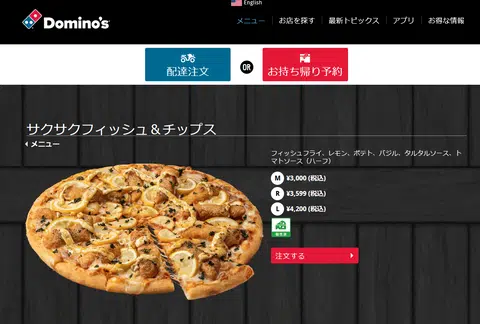 English
Domino's
メニュー お店を探す 最新トピックス アプリ お得な情報
配達注文 OR お持ち帰り予約
サクサクフィッシュ＆チップス
メニュー
フィッシュフライ、レモン、ポテト、バジル、タルタルソース、ト
マトソース（ハーフ）
M ¥3,000 (税込)
R ¥3,599 (税込)
L ¥4,200 (税込)
注文する